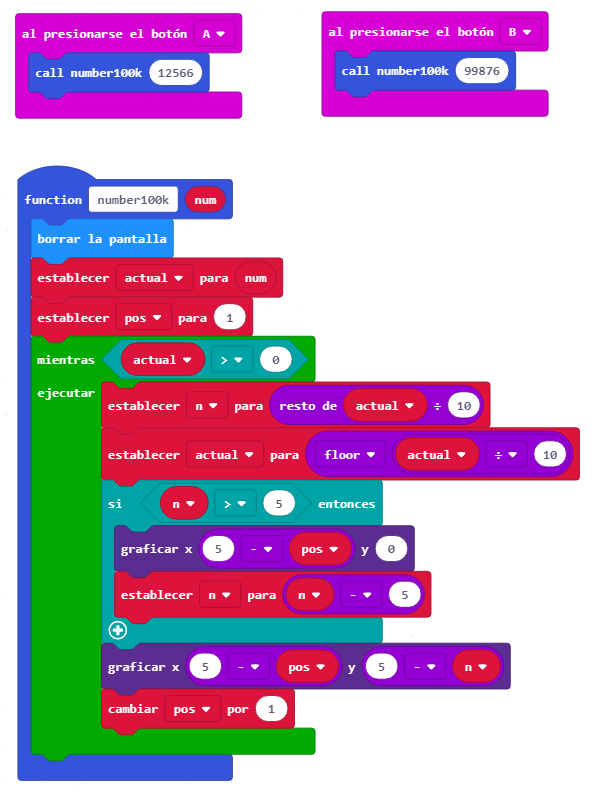 al presionarse el botón A
call number100k 12566
al presionarse el botón B
call number100k 99876
function number100k num
borrar la pantalla
establecer actual para num
establecer pos para 1
mientras actual > 0
ejecutar
establecer n para resto de actual ÷ 10
establecer actual para floor actual ÷ 10
si n > 5 entonces
graficar x 5 - pos y 0
establecer n para n - 5
graficar x 5 - pos y 5 - n
cambiar pos por 1